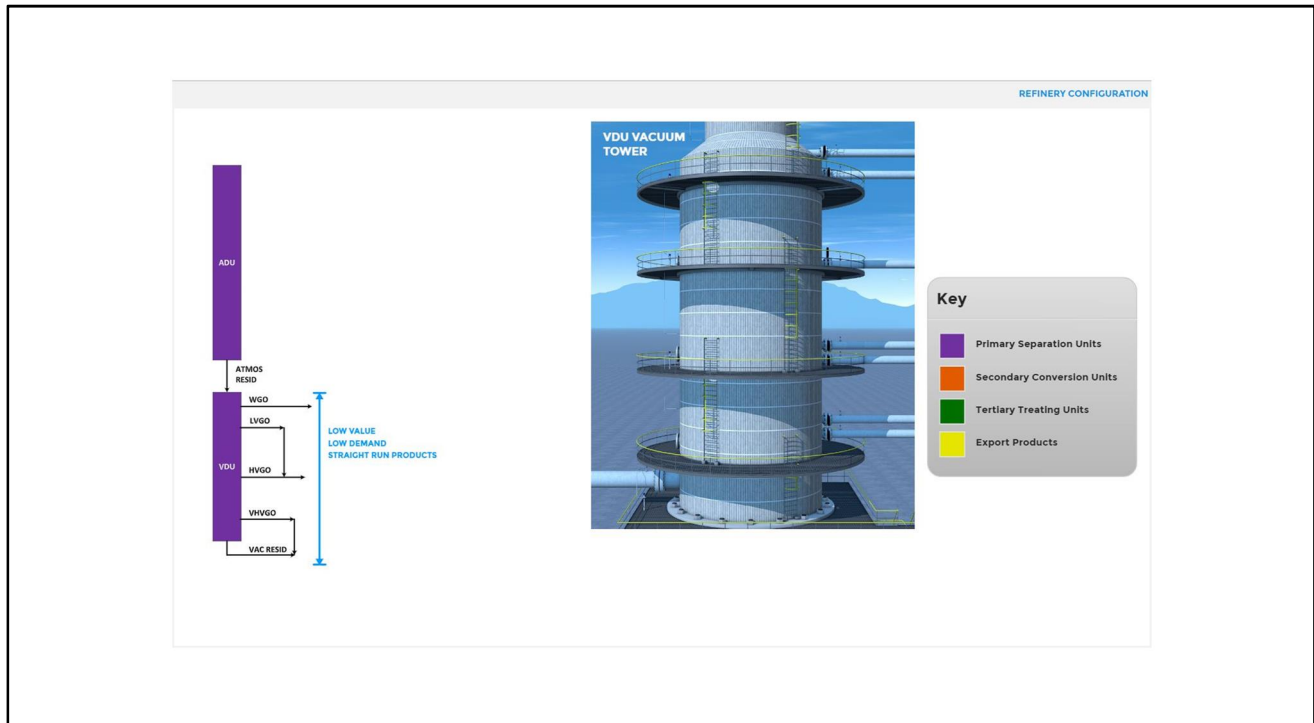 REFINERY CONFIGURATION
VDU VACUUM
TOWER
ADU
ATMOS
RESID
WGO
LVGO
VDU
HVGO
VHVGO
VAC RESID
LOW VALUE
LOW DEMAND
STRAIGHT RUN PRODUCTS
Key
Primary Separation Units
Secondary Conversion Units
Tertiary Treating Units
Export Products